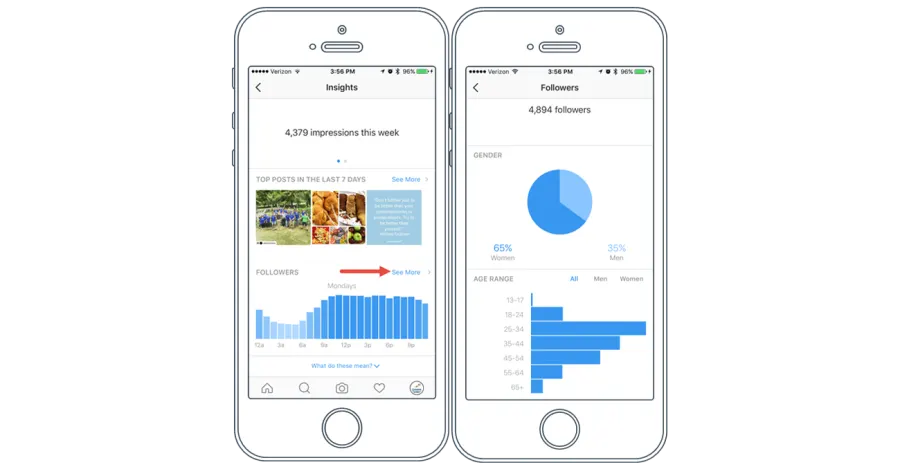 Verizon 3:56 PM 96%
Insights
4,379 impressions this week
TOP POSTS IN THE LAST 7 DAYS See More
FOLLOWERS See More
Mondays
12a 3a 6a 9a 12p 3p 6p 9p
What do these mean?
Verizon 3:56 PM 96%
Followers
4,894 followers
GENDER
65% 35%
Women Men
AGE RANGE All Men Women
13-17
18-24
25-34
35-44
45-54
55-64
65+